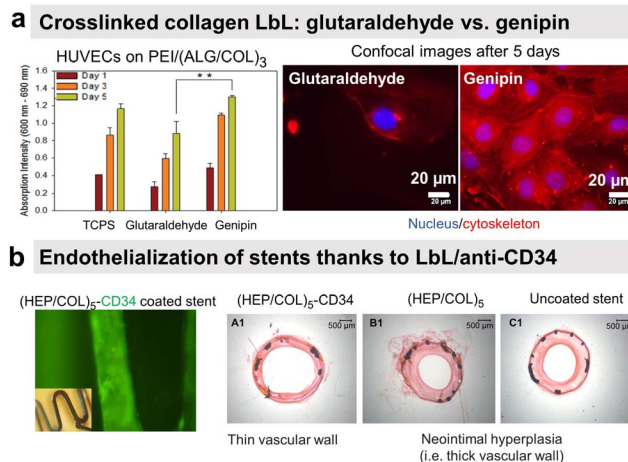 a Crosslinked collagen LbL: glutaraldehyde vs. genipin
HUVECs on PEI/(ALG/COL)₃
Absorption Intensity (600 nm - 690 nm)
1.6
1.4
1.2
1.0
0.8
0.6
0.4
0.2
0.0
Day 1
Day 3
Day 5
**
TCPS Glutaraldehyde Genipin
Confocal images after 5 days
Glutaraldehyde
20 µm
20 µm
Genipin
20 µm
20 µm
Nucleus/cytoskeleton
b Endothelialization of stents thanks to LbL/anti-CD34
(HEP/COL)₅-CD34 coated stent
(HEP/COL)₅-CD34
A1
500 µm
Thin vascular wall
(HEP/COL)₅
B1
500 µm
Uncoated stent
C1
500 µm
Neointimal hyperplasia
(i.e. thick vascular wall)